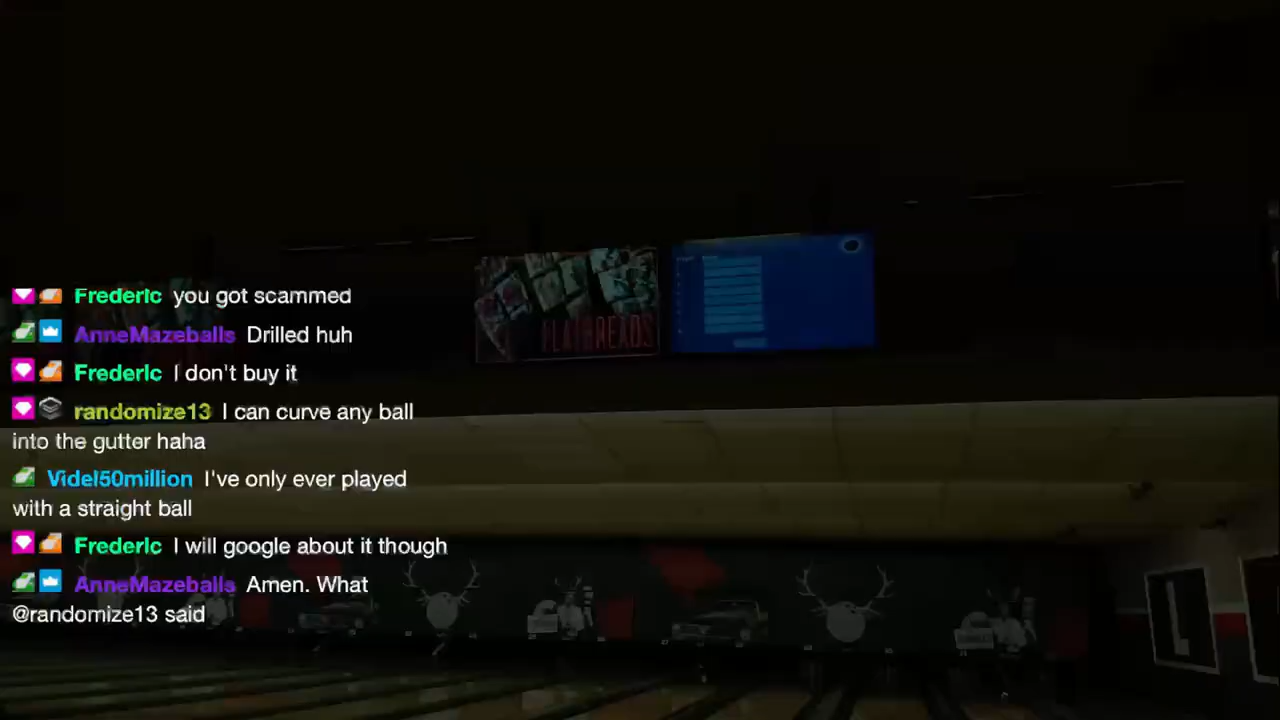 FLATBREADS
Frederic you got scammed
AnneMazeballs Drilled huh
Frederic I don't buy it
randomize13 I can curve any ball
into the gutter haha
Videl50million I've only ever played
with a straight ball
Frederic I will google about it though
AnneMazeballs Amen. What
@randomize13 said